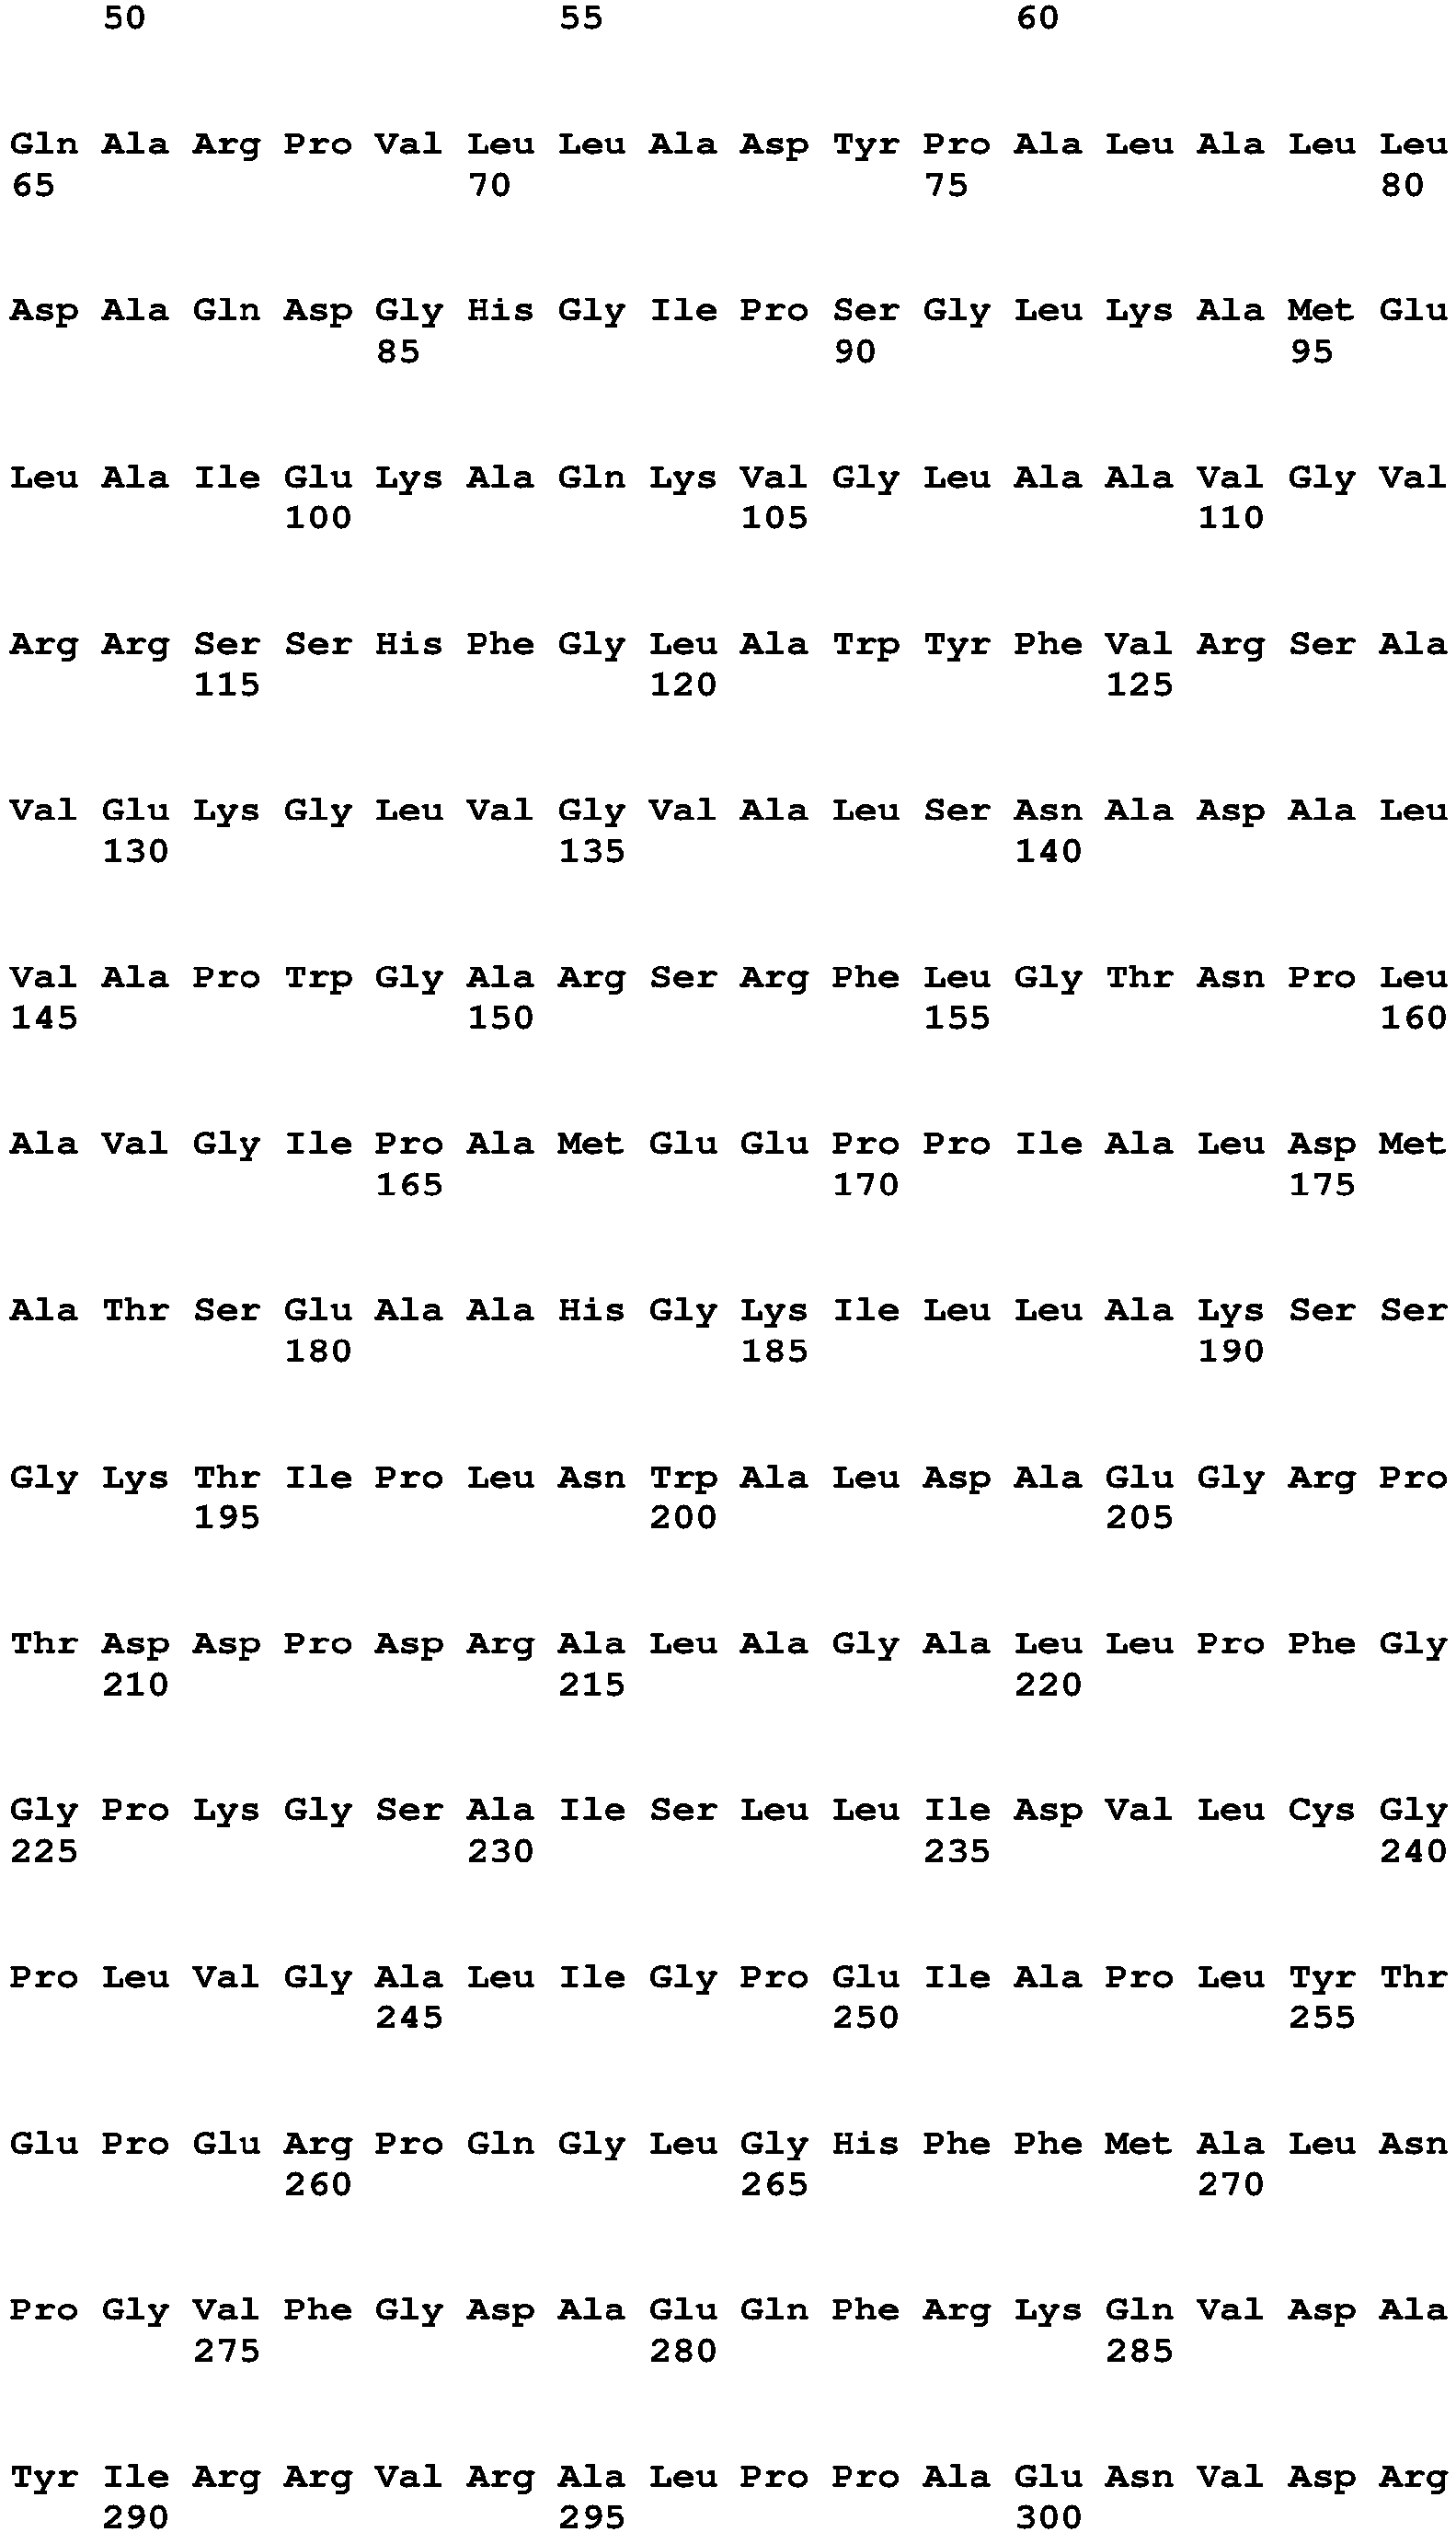 50 55 60
Gln Ala Arg Pro Val Leu Leu Ala Asp Tyr Pro Ala Leu Ala Leu Leu
65 70 75 80
Asp Ala Gln Asp Gly His Gly Ile Pro Ser Gly Leu Lys Ala Met Glu
85 90 95
Leu Ala Ile Glu Lys Ala Gln Lys Val Gly Leu Ala Ala Val Gly Val
100 105 110
Arg Arg Ser Ser His Phe Gly Leu Ala Trp Tyr Phe Val Arg Ser Ala
115 120 125
Val Glu Lys Gly Leu Val Gly Val Ala Leu Ser Asn Ala Asp Ala Leu
130 135 140
Val Ala Pro Trp Gly Ala Arg Ser Arg Phe Leu Gly Thr Asn Pro Leu
145 150 155 160
Ala Val Gly Ile Pro Ala Met Glu Glu Pro Pro Ile Ala Leu Asp Met
165 170 175
Ala Thr Ser Glu Ala Ala His Gly Lys Ile Leu Leu Ala Lys Ser Ser
180 185 190
Gly Lys Thr Ile Pro Leu Asn Trp Ala Leu Asp Ala Glu Gly Arg Pro
195 200 205
Thr Asp Asp Pro Asp Arg Ala Leu Ala Gly Ala Leu Leu Pro Phe Gly
210 215 220
Gly Pro Lys Gly Ser Ala Ile Ser Leu Leu Ile Asp Val Leu Cys Gly
225 230 235 240
Pro Leu Val Gly Ala Leu Ile Gly Pro Glu Ile Ala Pro Leu Tyr Thr
245 250 255
Glu Pro Glu Arg Pro Gln Gly Leu Gly His Phe Phe Met Ala Leu Asn
260 265 270
Pro Gly Val Phe Gly Asp Ala Glu Gln Phe Arg Lys Gln Val Asp Ala
275 280 285
Tyr Ile Arg Arg Val Arg Ala Leu Pro Pro Ala Glu Asn Val Asp Arg
290 295 300